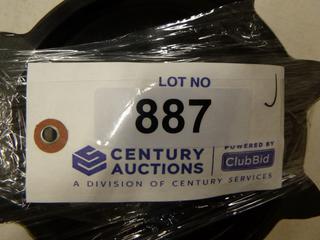 LOT NO
887
CENTURY AUCTIONS
POWERED BY
ClubBid
A DIVISION OF CENTURY SERVICES